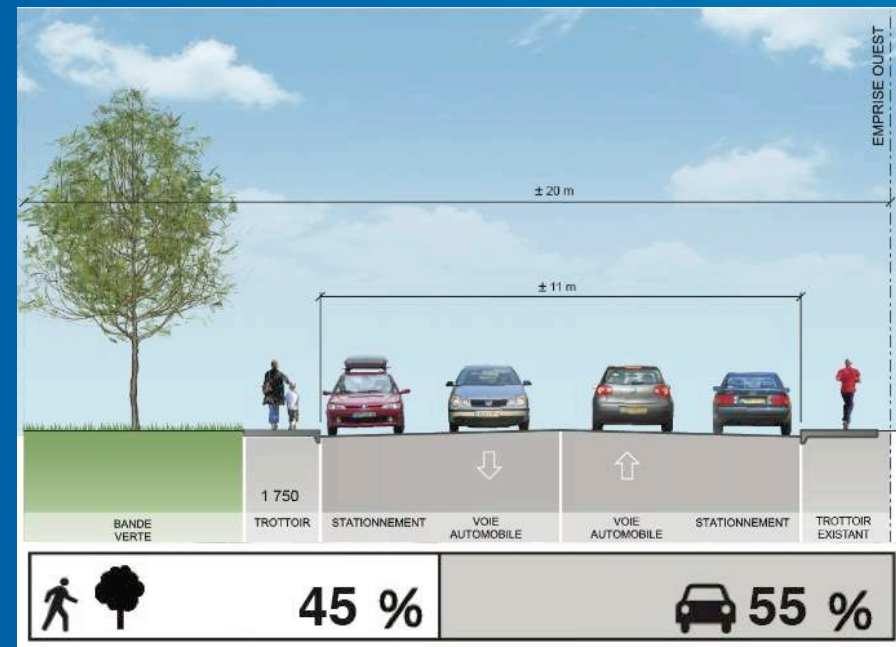 EMPRISE OUEST
± 20 m
± 11 m
1 750
BANDE
VERTE
TROTTOIR
STATIONNEMENT
VOIE
AUTOMOBILE
VOIE
AUTOMOBILE
STATIONNEMENT
TROTTOIR
EXISTANT
45 %
55 %